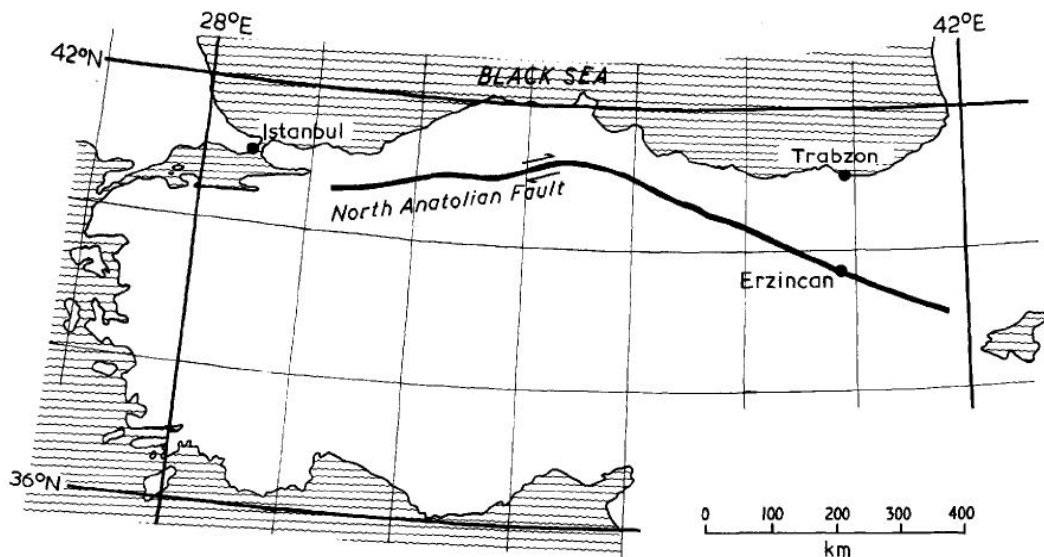 28°E
42°E
42°N
BLACK SEA
Istanbul
Trabzon
North Anatolian Fault
Erzincan
36°N
0 100 200 300 400
km